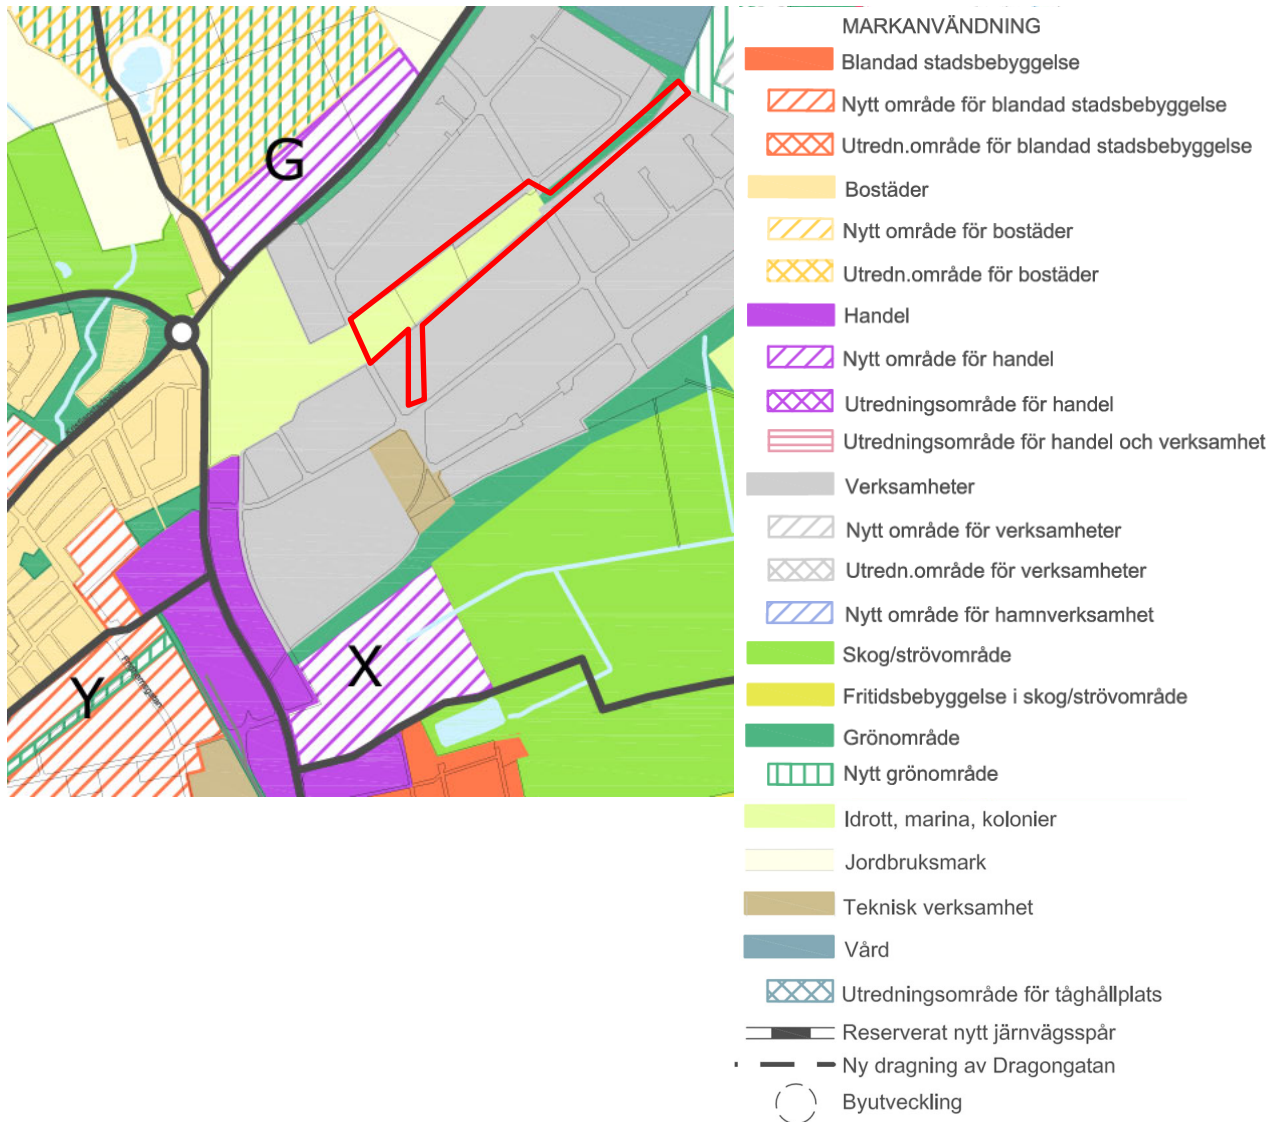 G
X
Y
MARKANVÄNDNING
Blandad stadsbebyggelse
Nytt område för blandad stadsbebyggelse
Utredn.område för blandad stadsbebyggelse
Bostäder
Nytt område för bostäder
Utredn.område för bostäder
Handel
Nytt område för handel
Utredningsområde för handel
Utredningsområde för handel och verksamhet
Verksamheter
Nytt område för verksamheter
Utredn.område för verksamheter
Nytt område för hamnverksamhet
Skog/strövområde
Fritidsbebyggelse i skog/strövområde
Grönområde
Nytt grönområde
Idrott, marina, kolonier
Jordbruksmark
Teknisk verksamhet
Vård
Utredningsområde för tåghållplats
Reserverat nytt järnvägsspår
Ny dragning av Dragongatan
Byutveckling